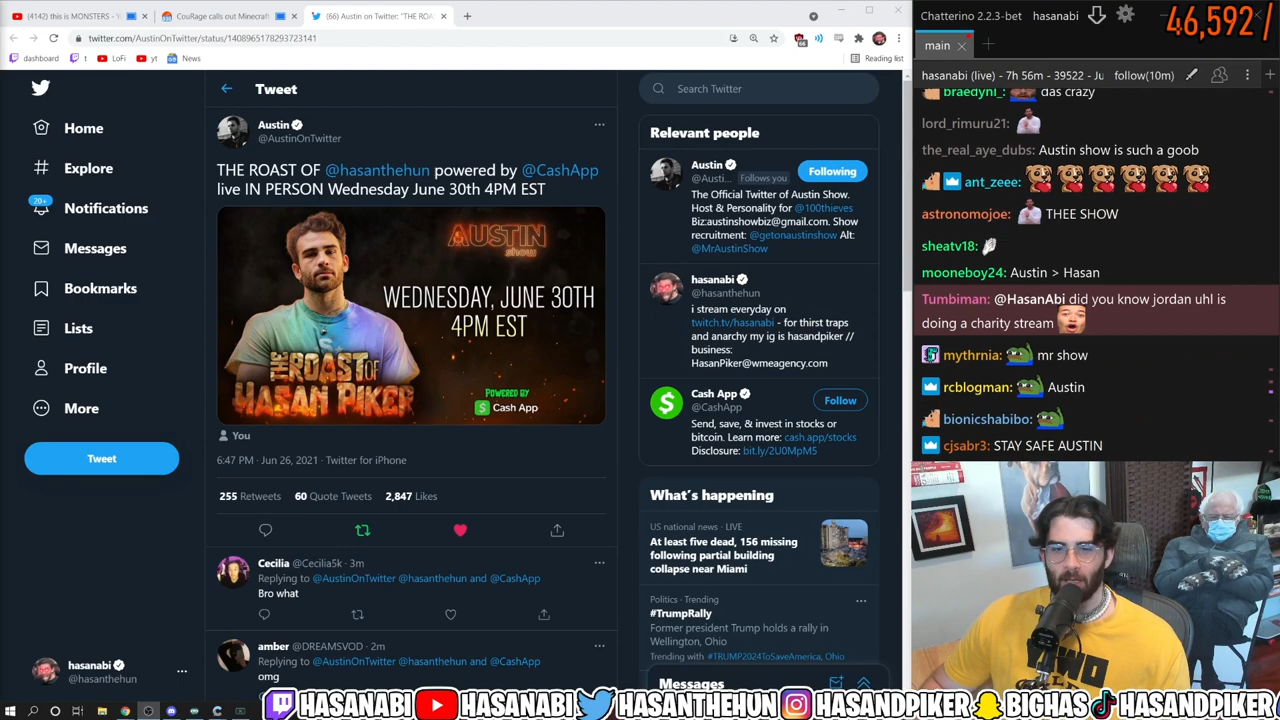 (4142) this is MONSTERS - Y
CouRage calls out Minecraft
(66) Austin on Twitter: "THE ROA
twitter.com/AustinOnTwitter/status/1408965178293723141
66
dashboard
t
LoFi
yt
News
Reading list
Home
Explore
20+
Notifications
Messages
Bookmarks
Lists
Profile
More
Tweet
hasanabi
@hasanthehun
Tweet
Austin
@AustinOnTwitter
THE ROAST OF @hasanthehun powered by @CashApp
live IN PERSON Wednesday June 30th 4PM EST
AUSTIN
show
WEDNESDAY, JUNE 30TH
4PM EST
THE ROAST OF
HASAN PIKER
POWERED BY
Cash App
You
6:47 PM · Jun 26, 2021 · Twitter for iPhone
255 Retweets 60 Quote Tweets 2,847 Likes
Cecilia @Cecilia5k · 3m
Replying to @AustinOnTwitter @hasanthehun and @CashApp
Bro what
amber @DREAMSVOD · 2m
Replying to @AustinOnTwitter @hasanthehun and @CashApp
omg
Search Twitter
Relevant people
Austin
@Austi... Follows you
Following
The Official Twitter of Austin Show.
Host & Personality for @100thieves
Biz:austinshowbiz@gmail.com. Show
recruitment: @getonaustinshow Alt:
@MrAustinShow
hasanabi
@hasanthehun
i stream everyday on
twitch.tv/hasanabi - for thirst traps
and anarchy my ig is hasandpiker //
business:
HasanPiker@wmeagency.com
Cash App
@CashApp
Follow
Send, save, & invest in stocks or
bitcoin. Learn more: cash.app/stocks
Disclosure: bit.ly/2U0MpM5
What's happening
US national news · LIVE
At least five dead, 156 missing
following partial building
collapse near Miami
Politics · Trending
#TrumpRally
Former president Trump holds a rally in
Wellington, Ohio
Trending with #TRUMP2024ToSaveAmerica, Ohio
Messages
Chatterino 2.2.3-bet
hasanabi
46,592 /
main
hasanabi (live) - 7h 56m - 39522 - Ju
follow(10m)
braedynl_: das crazy
lord_rimuru21:
the_real_aye_dubs: Austin show is such a goob
ant_zeee:
astronomojoe: THEE SHOW
sheatv18:
mooneboy24: Austin > Hasan
Tumbiman: @HasanAbi did you know jordan uhl is
doing a charity stream
mythrnia: mr show
rcblogman: Austin
bionicshabibo:
cjsabr3: STAY SAFE AUSTIN
HASANABI HASANABI HASANTHEHUN HASANDPIKER BIGHAS HASANDPIKER